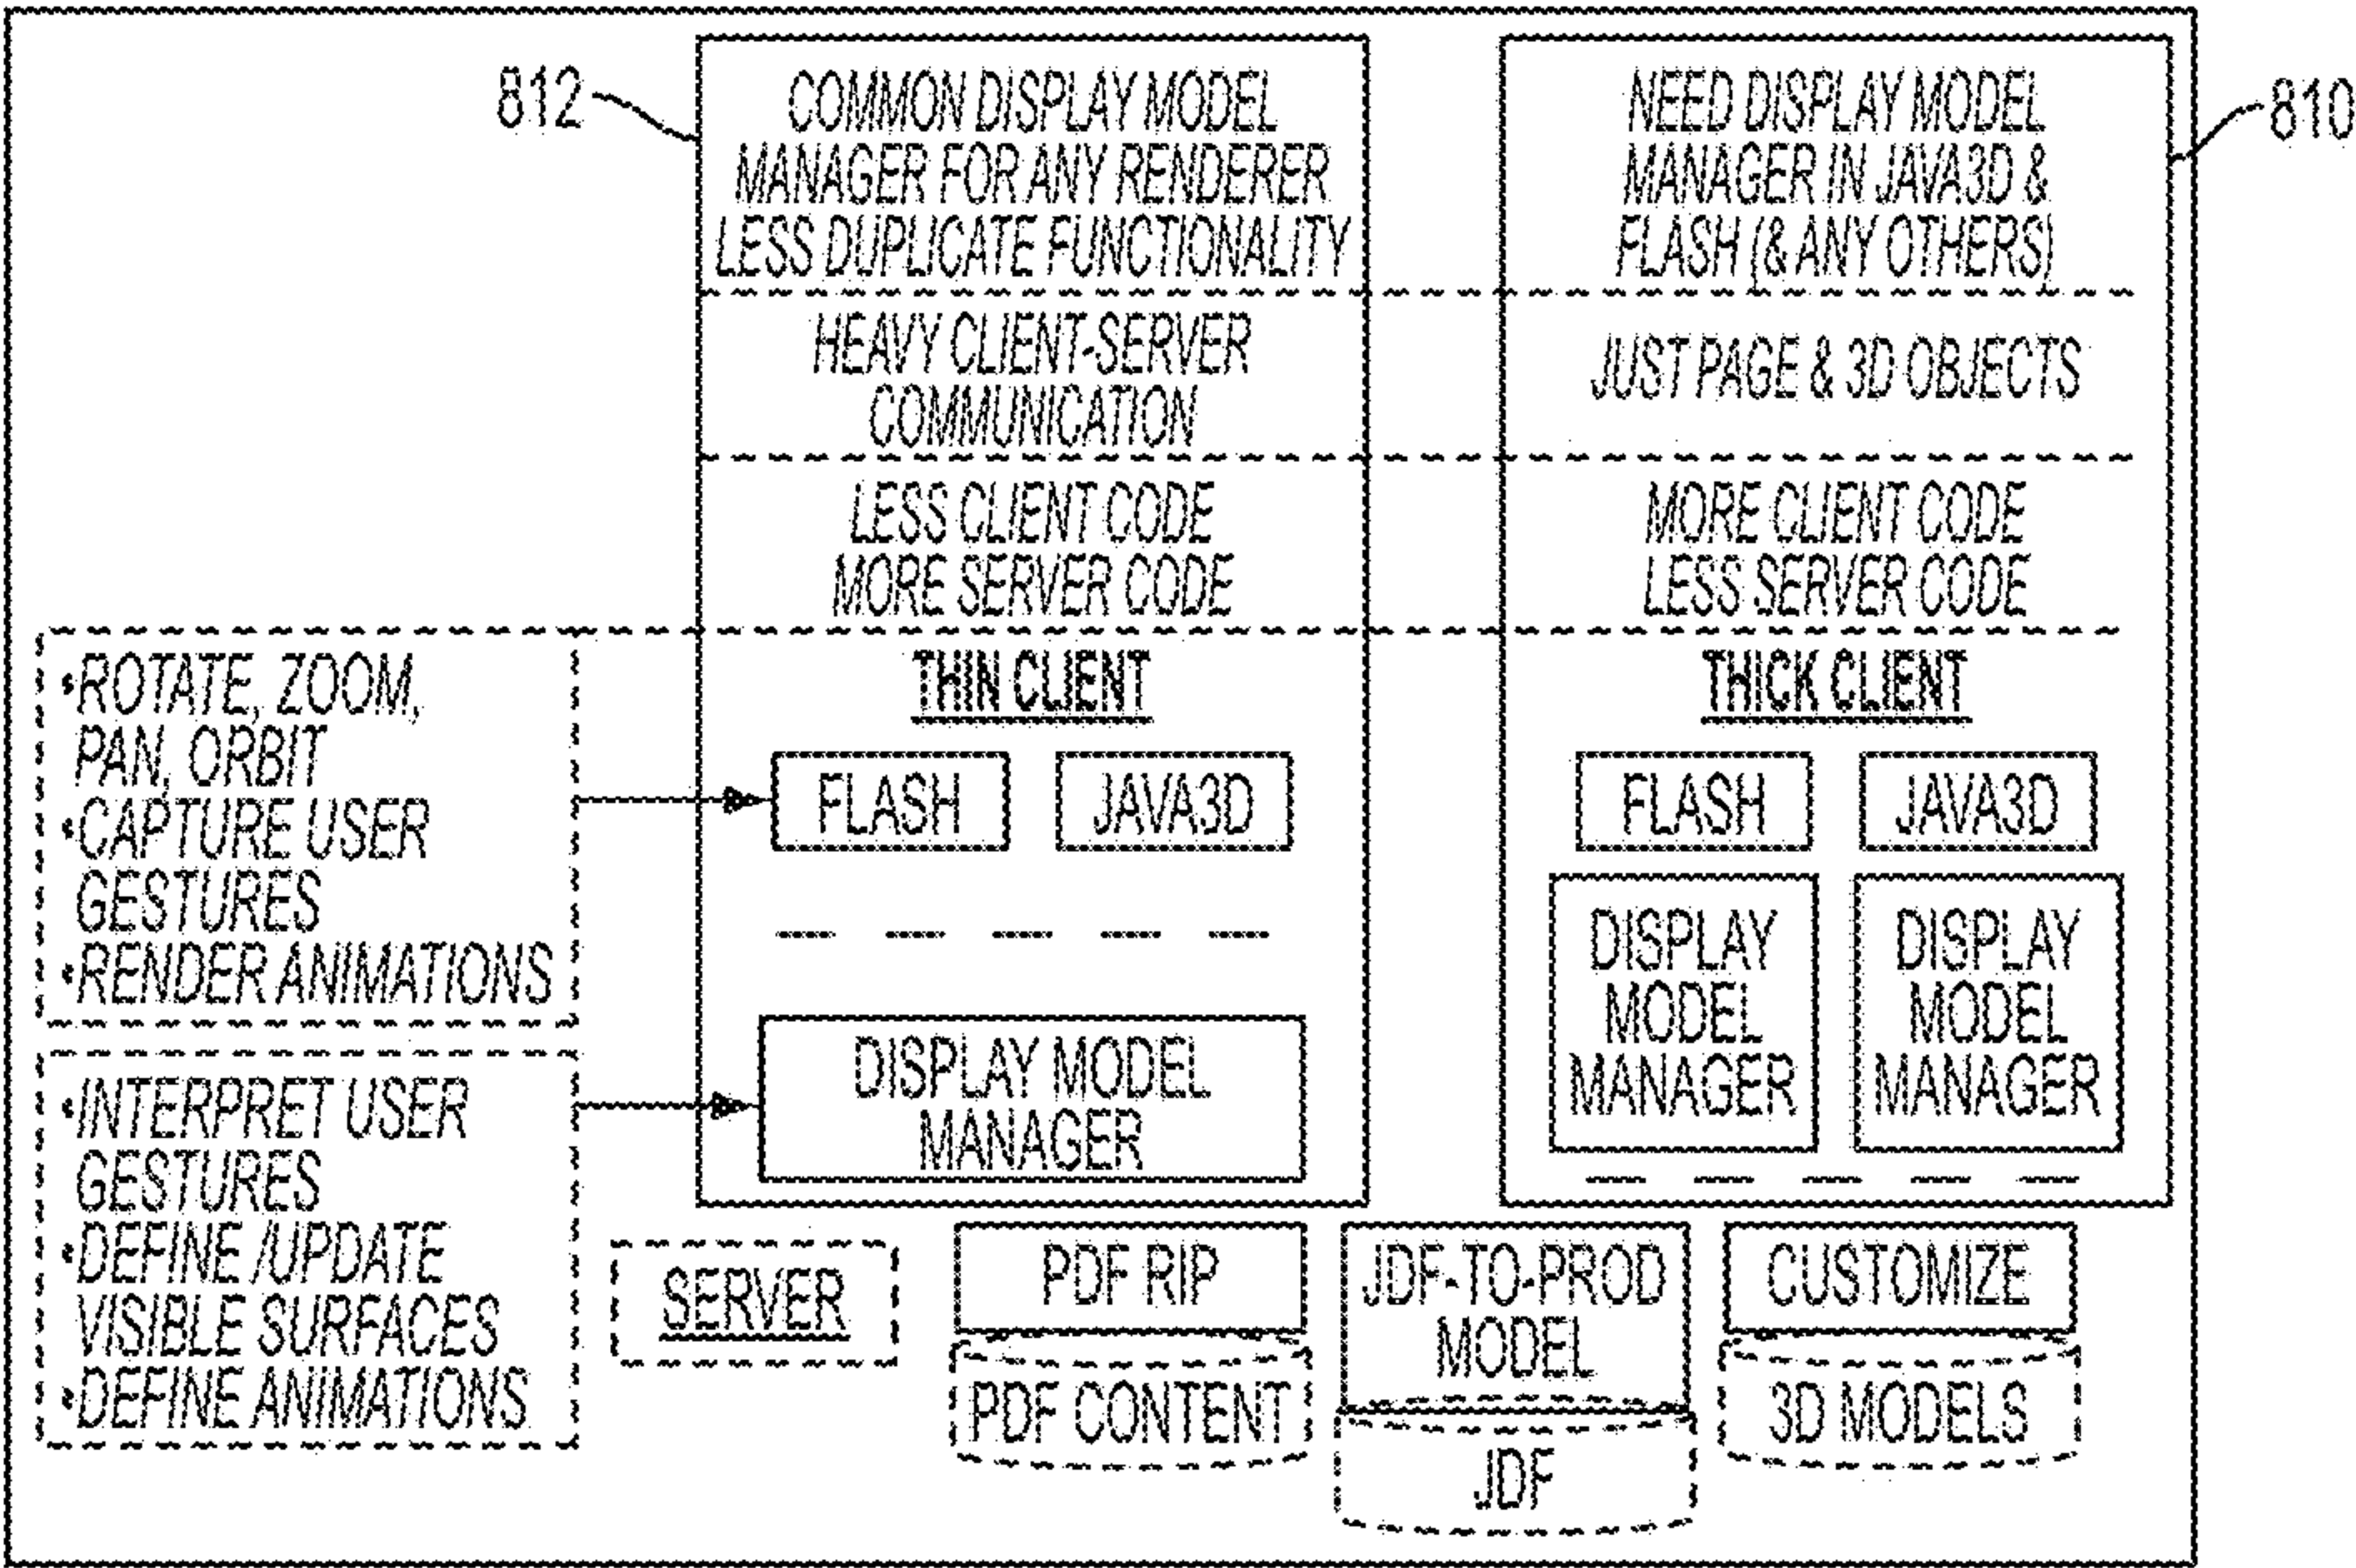 812
COMMON DISPLAY MODEL
MANAGER FOR ANY RENDERER
LESS DUPLICATE FUNCTIONALITY
NEED DISPLAY MODEL
MANAGER IN JAVA3D &
FLASH (& ANY OTHERS)
810
HEAVY CLIENT-SERVER
COMMUNICATION
JUST PAGE & 3D OBJECTS
LESS CLIENT CODE
MORE SERVER CODE
MORE CLIENT CODE
LESS SERVER CODE
•ROTATE, ZOOM,
PAN, ORBIT
•CAPTURE USER
GESTURES
•RENDER ANIMATIONS
THIN CLIENT
FLASH
JAVA3D
THICK CLIENT
FLASH
JAVA3D
DISPLAY
MODEL
MANAGER
DISPLAY
MODEL
MANAGER
•INTERPRET USER
GESTURES
•DEFINE /UPDATE
VISIBLE SURFACES
•DEFINE ANIMATIONS
DISPLAY MODEL
MANAGER
SERVER
PDF RIP
PDF CONTENT
JDF-TO-PROD
MODEL
JDF
CUSTOMIZE
3D MODELS